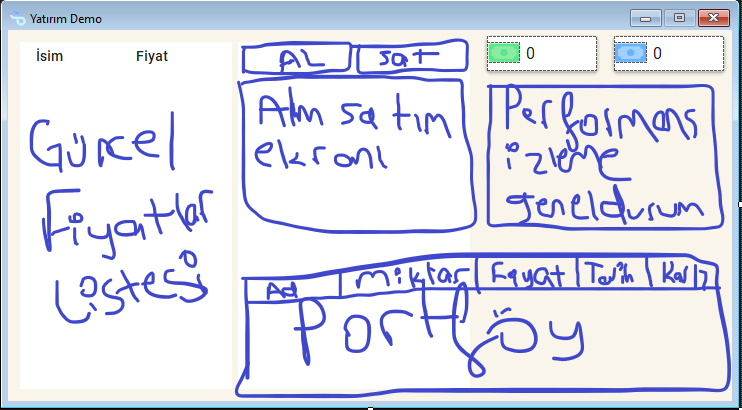 Yatırım Demo
İsim Fiyat
0 0
AL sat
Güncel
Fiyatlar
Listesi
Alım satım
ekranı
Performans
izleme
genel durum
Ad Miktar Fiyat Tarih
Portföy